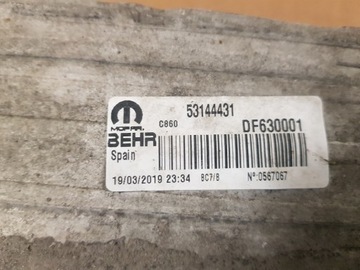 C860 53144431
MOPAR
BEHR DF630001
Spain
19/03/2019 23:34 8C7/8 Nº:0567067